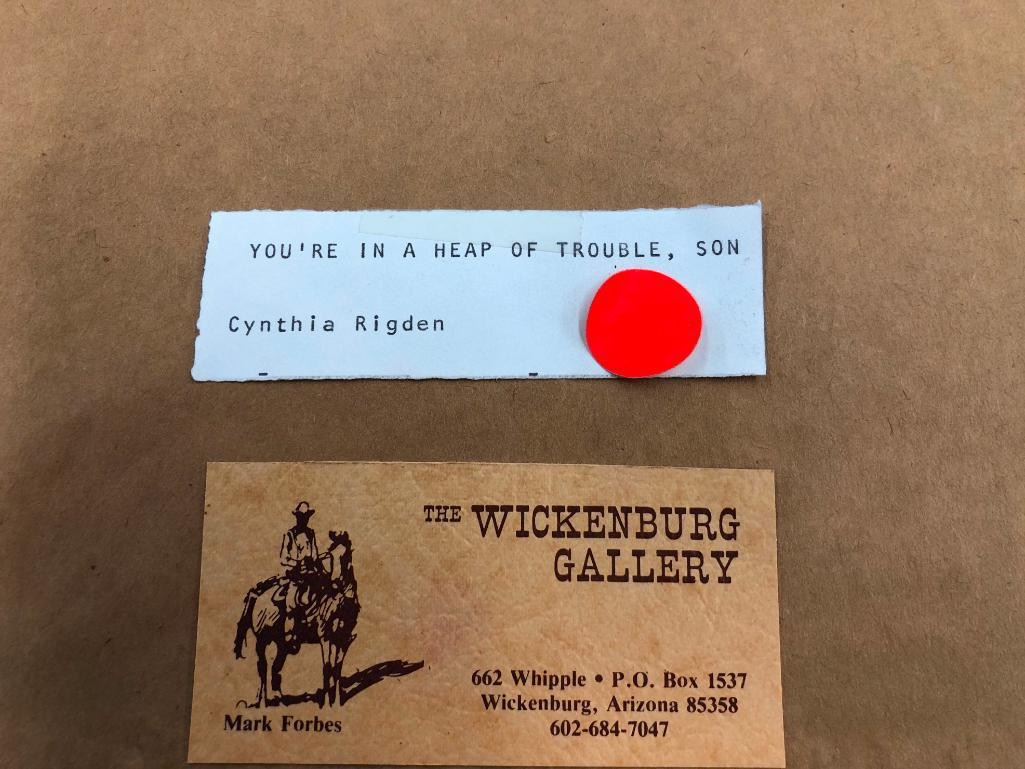 YOU'RE IN A HEAP OF TROUBLE, SON
Cynthia Rigden
THE WICKENBURG
GALLERY
662 Whipple • P.O. Box 1537
Wickenburg, Arizona 85358
602-684-7047
Mark Forbes